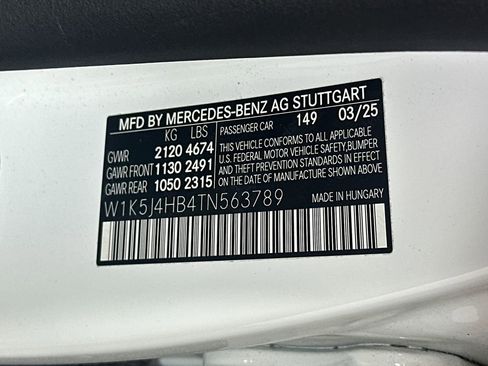 MFD BY MERCEDES-BENZ AG STUTTGART
KG LBS PASSENGER CAR 149 03/25
GVWR 2120 4674
GAWR FRONT 1130 2491
GAWR REAR 1050 2315
THIS VEHICLE CONFORMS TO ALL APPLICABLE
U.S. FEDERAL MOTOR VEHICLE SAFETY, BUMPER
AND THEFT PREVENTION STANDARDS IN EFFECT
ON THE DATE OF MANUFACTURE SHOWN ABOVE.
W1K5J4HB4TN563789 MADE IN HUNGARY